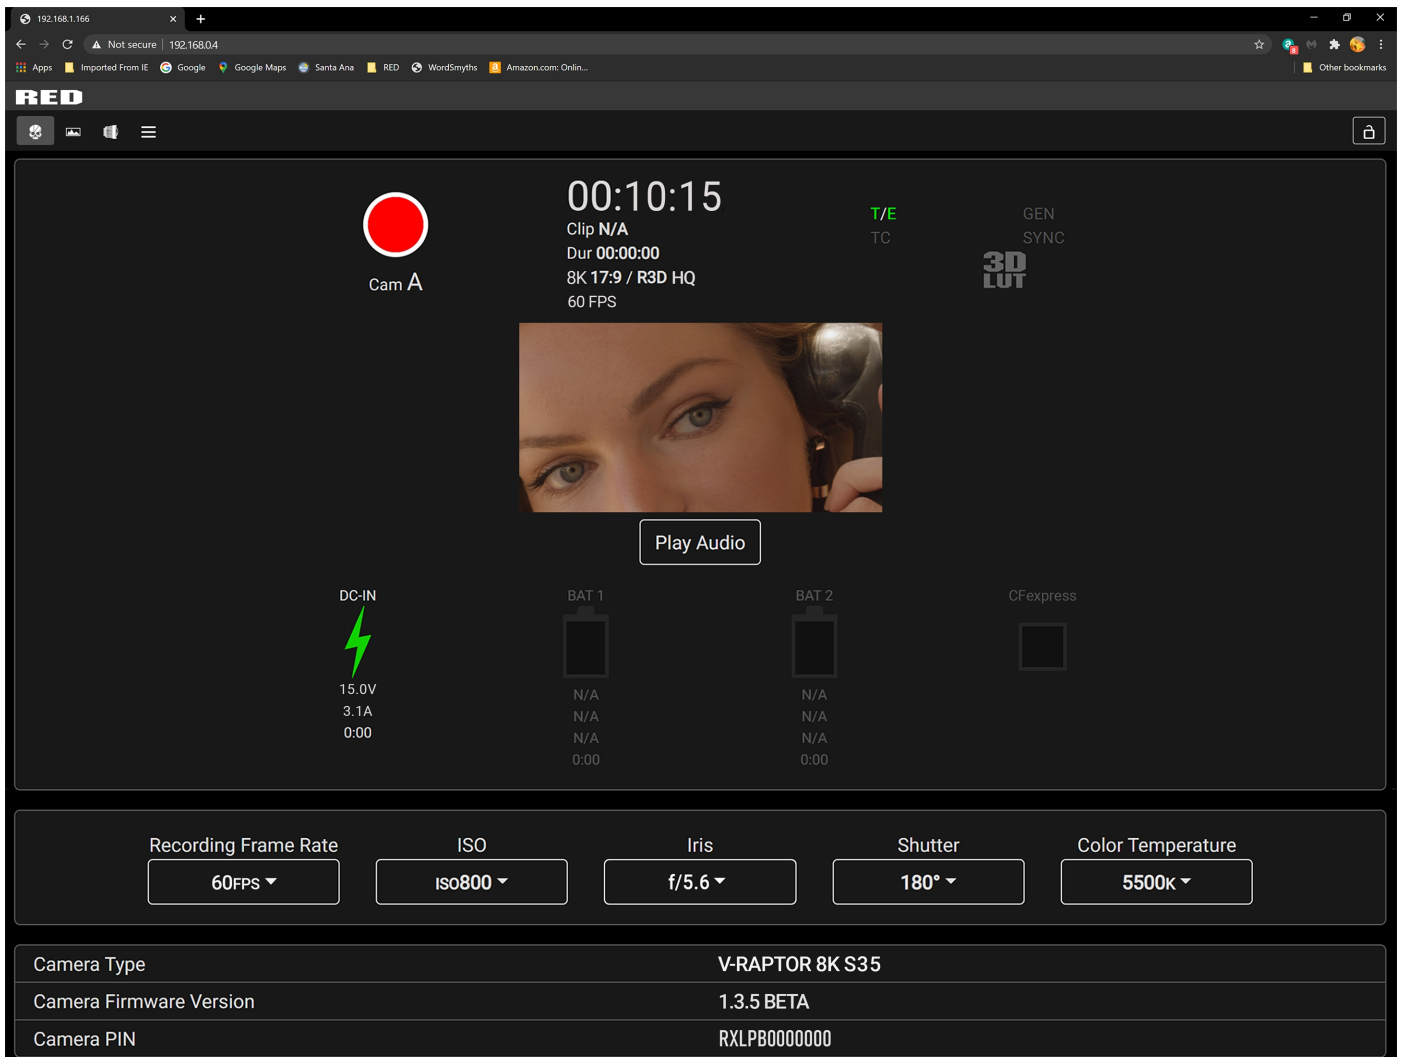 192.168.1.166
Not secure | 192.168.0.4
Apps Imported From IE Google Google Maps Santa Ana RED WordSmyths Amazon.com: Onlin... Other bookmarks
RED
00:10:15
Clip N/A
Dur 00:00:00
8K 17:9 / R3D HQ
60 FPS
Cam A
T/E GEN
TC SYNC
3D
LUT
Play Audio
DC-IN BAT 1 BAT 2 CFexpress
15.0V N/A N/A
3.1A N/A N/A
0:00 N/A N/A
0:00 0:00
Recording Frame Rate ISO Iris Shutter Color Temperature
60FPS ISO800 f/5.6 180° 5500K
Camera Type V-RAPTOR 8K S35
Camera Firmware Version 1.3.5 BETA
Camera PIN RXLPB0000000